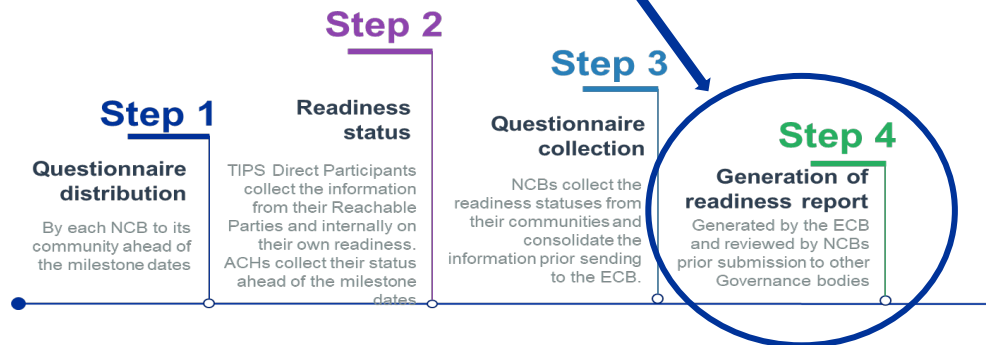 Step 1
Questionnaire
distribution
By each NCB to its
community ahead of
the milestone dates
Step 2
Readiness
status
TIPS Direct Participants
collect the information
from their Reachable
Parties and internally on
their own readiness.
ACHs collect their status
ahead of the milestone
dates
Step 3
Questionnaire
collection
NCBs collect the
readiness statuses from
their communities and
consolidate the
information prior sending
to the ECB.
Step 4
Generation of
readiness report
Generated by the ECB
and reviewed by NCBs
prior submission to other
Governance bodies